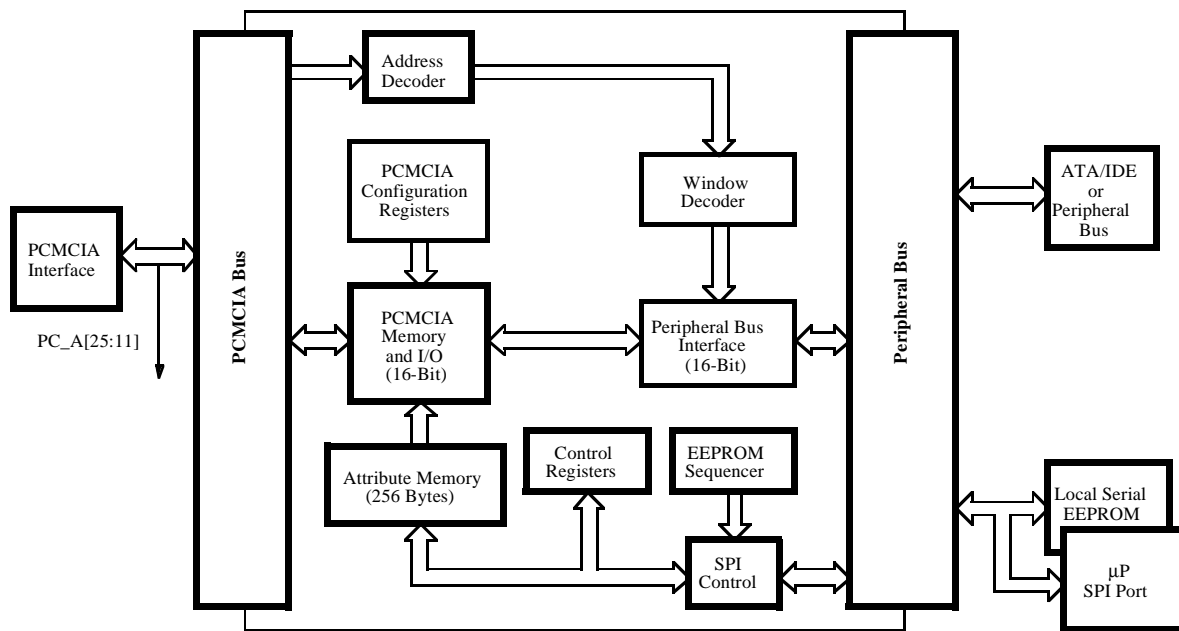 Address
Decoder
PCMCIA
Configuration
Registers
Window
Decoder
ATA/IDE
or
Peripheral
Bus
PCMCIA
Interface
PCMCIA Bus
Peripheral Bus
PC_A[25:11]
PCMCIA
Memory
and I/O
(16-Bit)
Peripheral Bus
Interface
(16-Bit)
Attribute Memory
(256 Bytes)
Control
Registers
EEPROM
Sequencer
SPI
Control
Local Serial
EEPROM
µP
SPI Port